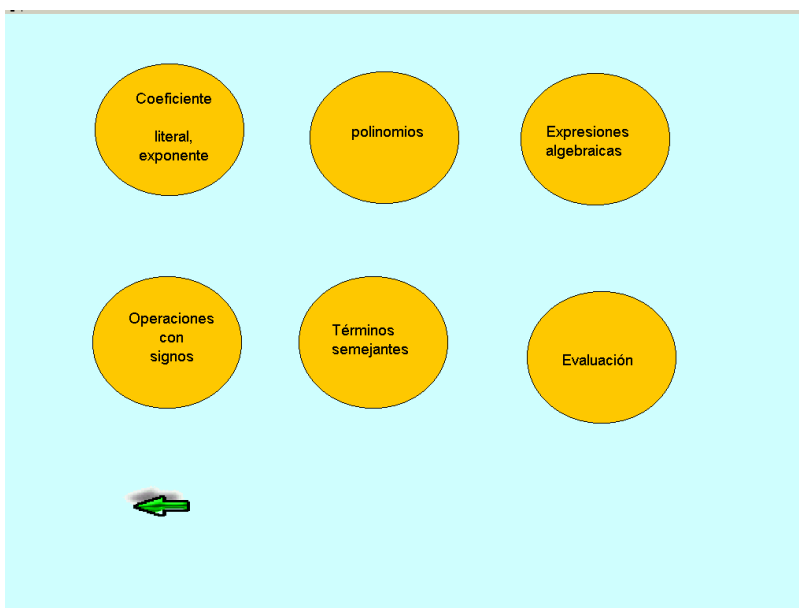 Coeficiente
literal,
exponente
polinomios
Expresiones
algebraicas
Operaciones
con
signos
Términos
semejantes
Evaluación